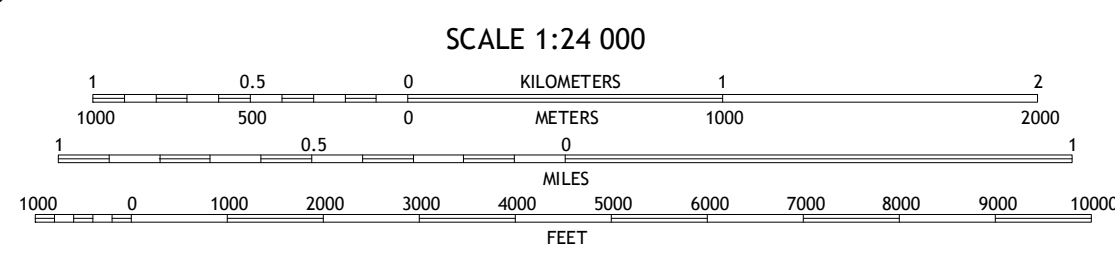 SCALE 1:24 000
1 0.5 0 KILOMETERS 1 2
1000 500 0 METERS 1000 2000
1 0.5 0 1
MILES
1000 0 1000 2000 3000 4000 5000 6000 7000 8000 9000 10000
FEET